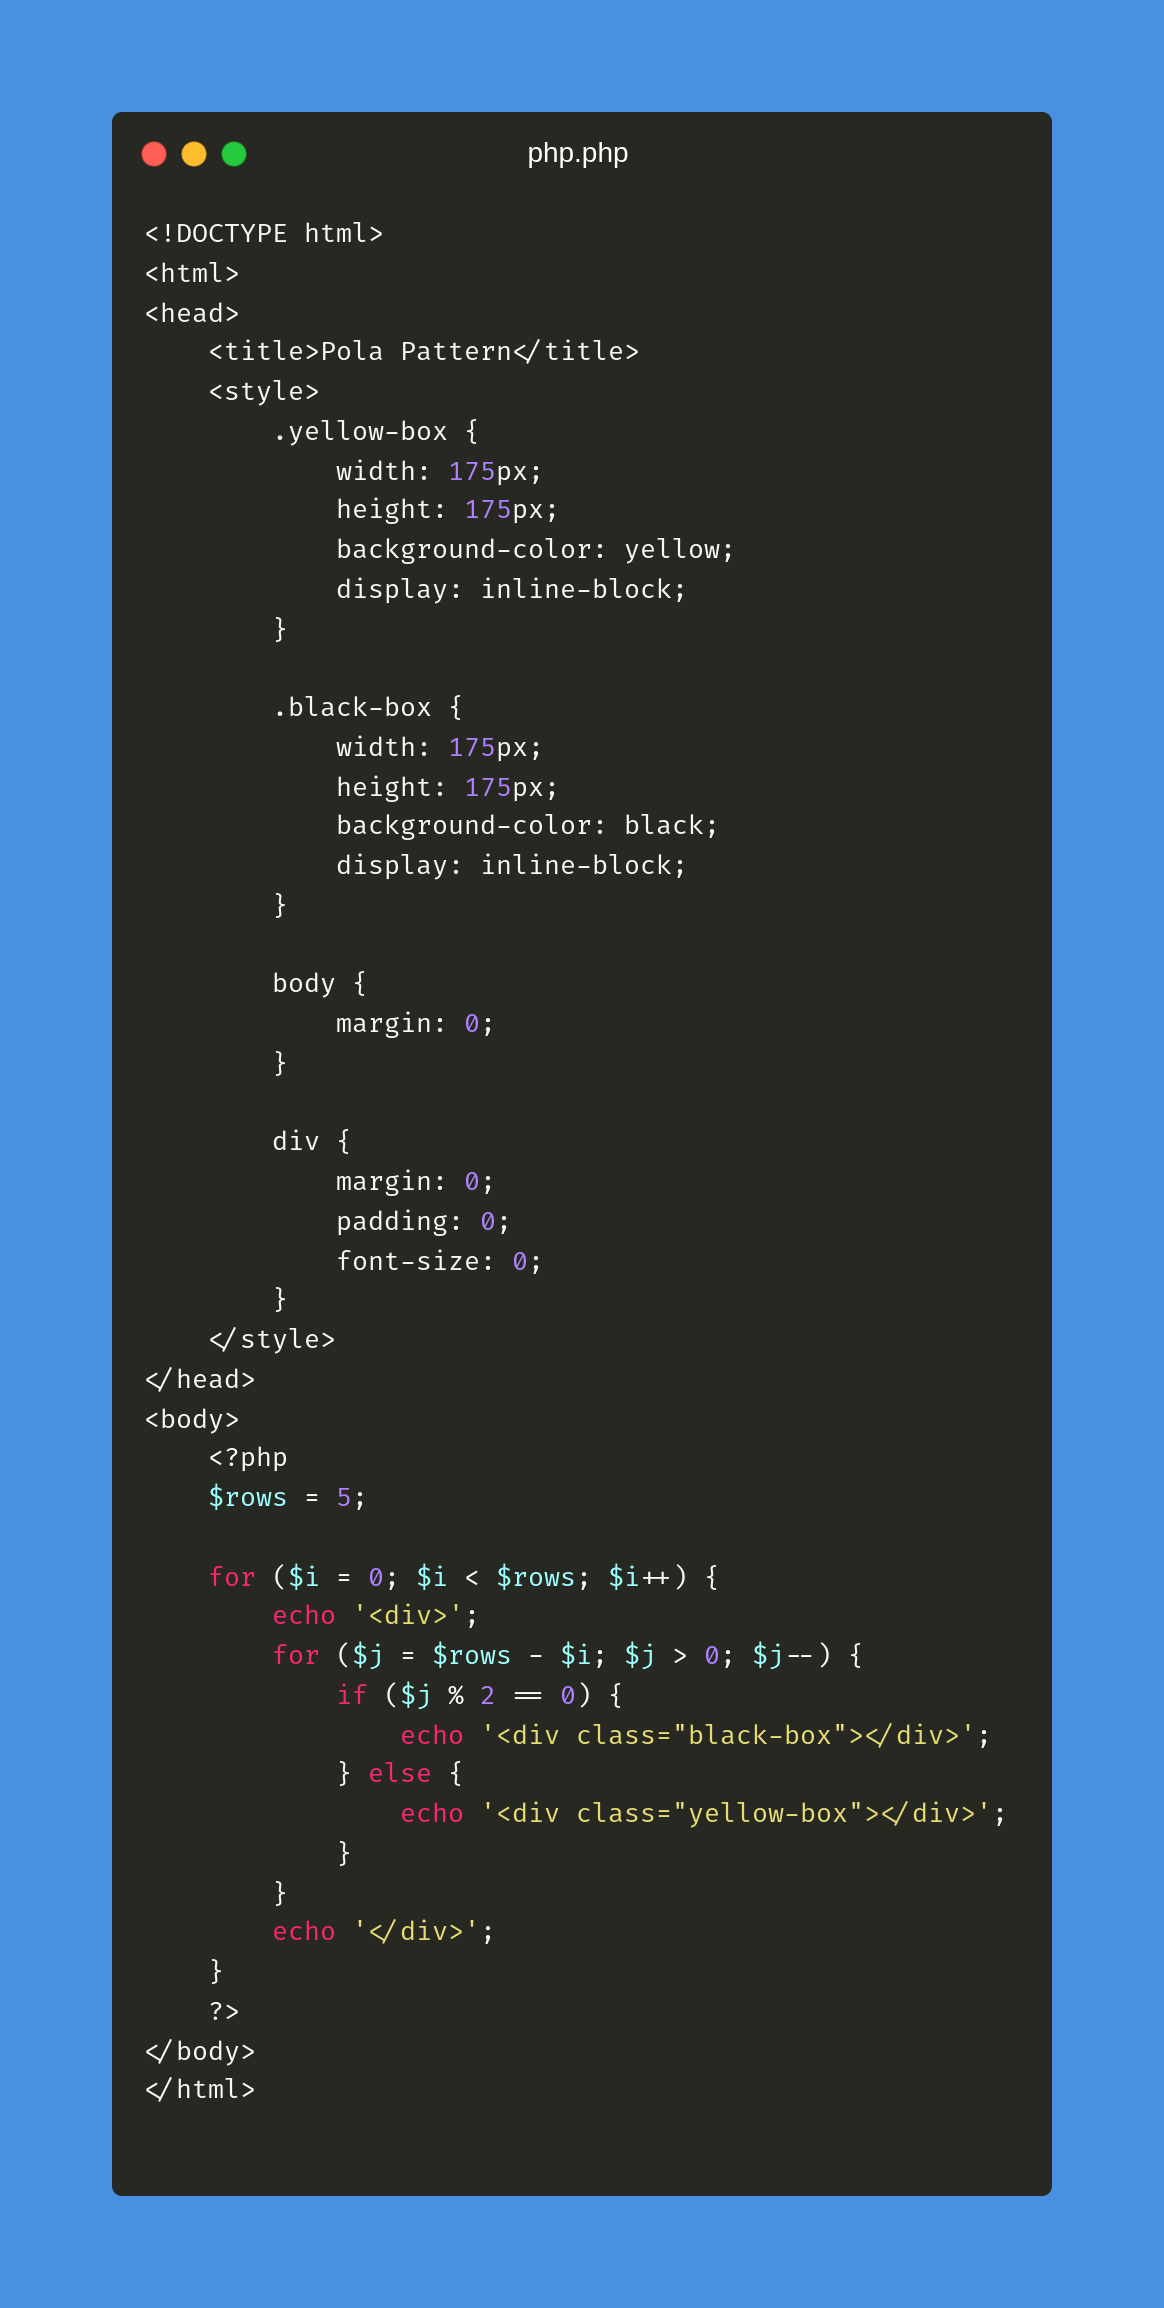 php.php
<!DOCTYPE html>
<html>
<head>
    <title>Pola Pattern</title>
    <style>
        .yellow-box {
            width: 175px;
            height: 175px;
            background-color: yellow;
            display: inline-block;
        }

        .black-box {
            width: 175px;
            height: 175px;
            background-color: black;
            display: inline-block;
        }

        body {
            margin: 0;
        }

        div {
            margin: 0;
            padding: 0;
            font-size: 0;
        }
    </style>
</head>
<body>
    <?php
    $rows = 5;

    for ($i = 0; $i < $rows; $i++) {
        echo '<div>';
        for ($j = $rows - $i; $j > 0; $j--) {
            if ($j % 2 == 0) {
                echo '<div class="black-box"></div>';
            } else {
                echo '<div class="yellow-box"></div>';
            }
        }
        echo '</div>';
    }
    ?>
</body>
</html>